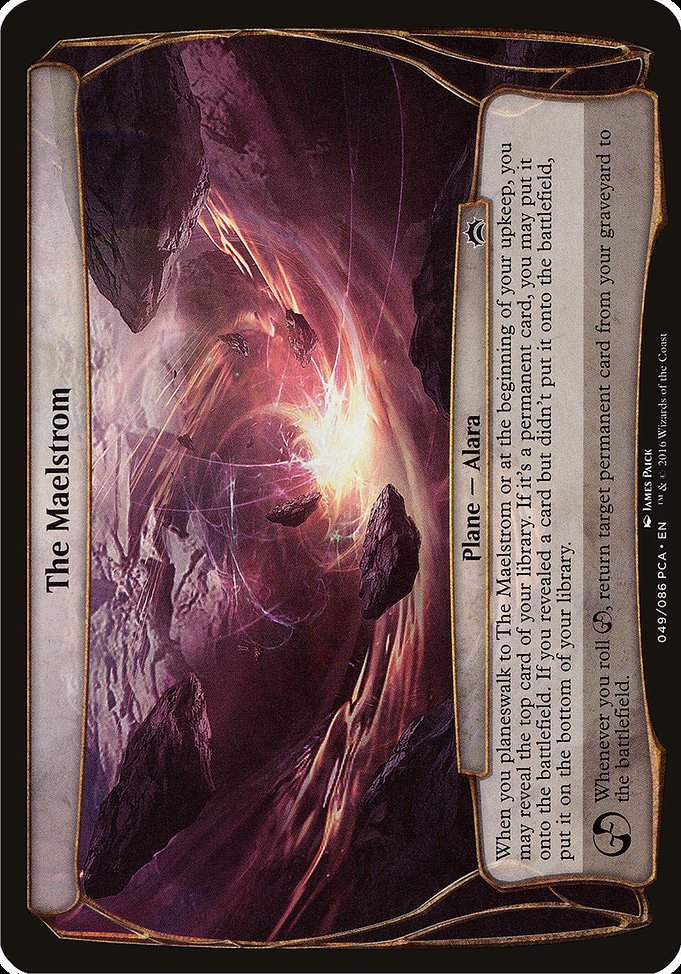 The Maelstrom
Plane — Alara
When you planeswalk to The Maelstrom or at the beginning of your upkeep, you
may reveal the top card of your library. If it's a permanent card, you may put it
onto the battlefield. If you revealed a card but didn't put it onto the battlefield,
put it on the bottom of your library.
Whenever you roll , return target permanent card from your graveyard to
the battlefield.
James Paick
049/086 PCA • EN ™ & © 2016 Wizards of the Coast